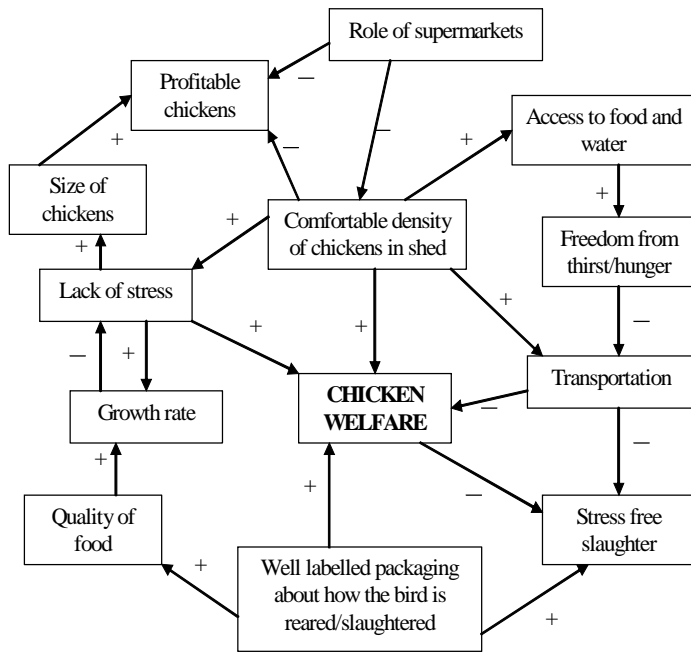 Role of supermarkets
–
Profitable
chickens
–
–
+
Access to food and
water
+
+
Size of
chickens
Comfortable density
of chickens in shed
Freedom from
thirst/hunger
+
+
Lack of stress
+
–
–
+
+
+
Transportation
CHICKEN
WELFARE
–
–
Growth rate
+
+
–
Quality of
food
Stress free
slaughter
+
Well labelled packaging
about how the bird is
reared/slaughtered
+